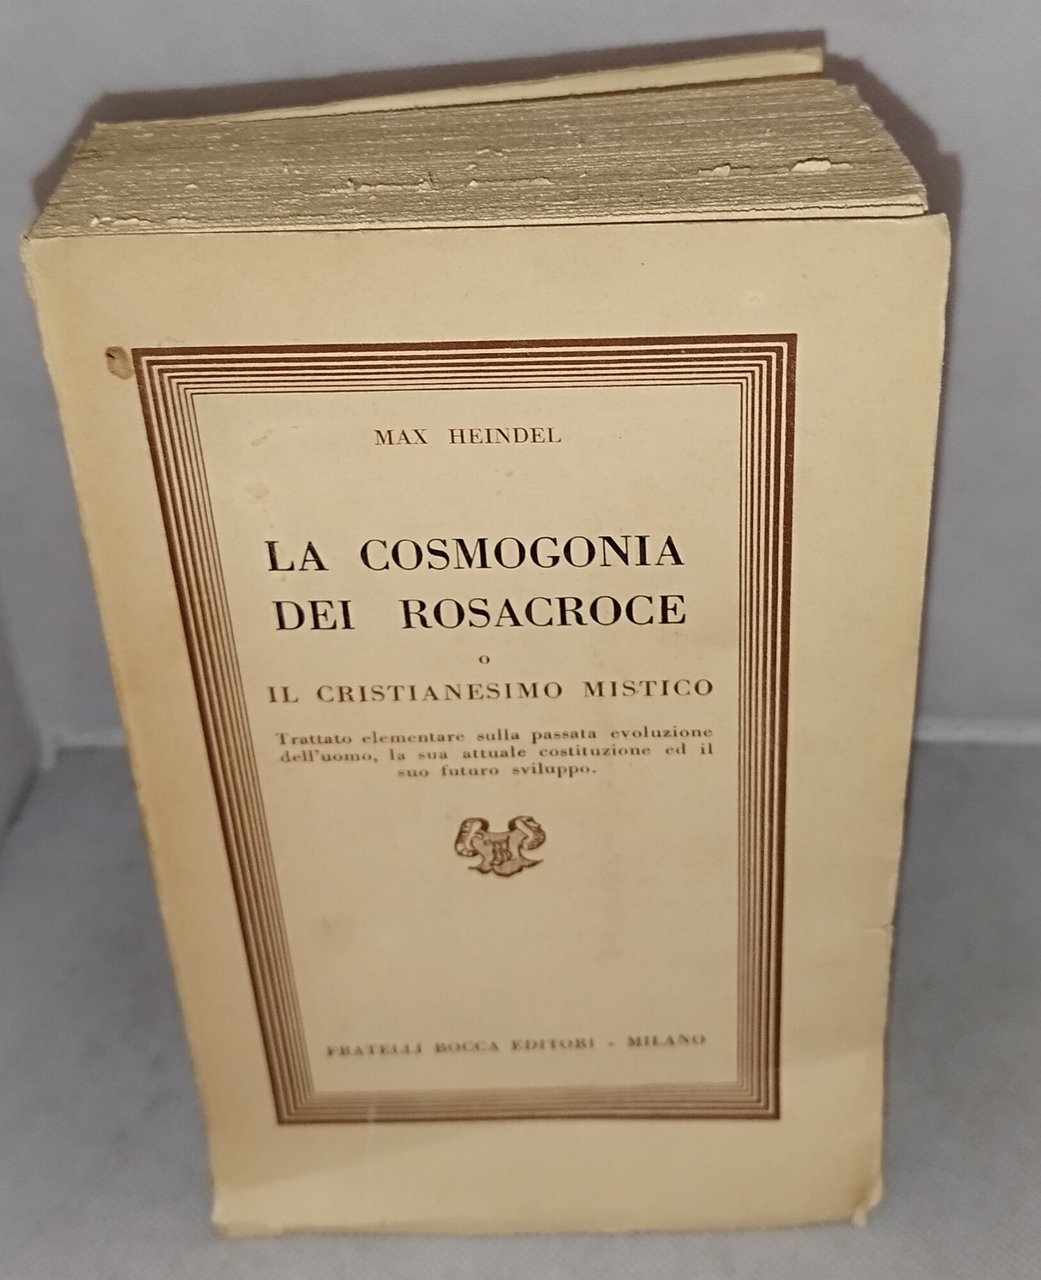 MAX HEINDEL
LA COSMOGONIA
DEI ROSACROCE
o
IL CRISTIANESIMO MISTICO
Trattato elementare sulla passata evoluzione
dell'uomo, la sua attuale costituzione ed il
suo futuro sviluppo.
FRATELLI BOCCA EDITORI - MILANO